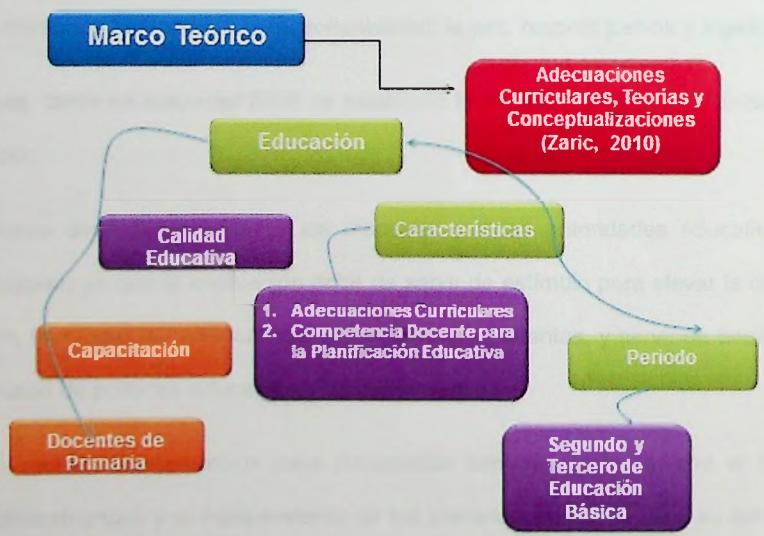 Marco Teórico
Adecuaciones
Curriculares, Teorias y
Conceptualizaciones
(Zaric, 2010)
Educación
Calidad
Educativa
Características
1. Adecuaciones Curriculares
2. Competencia Docente para
la Planificación Educativa
Capacitación
Periodo
Docentes de
Primaria
Segundo y
Tercero de
Educación
Básica